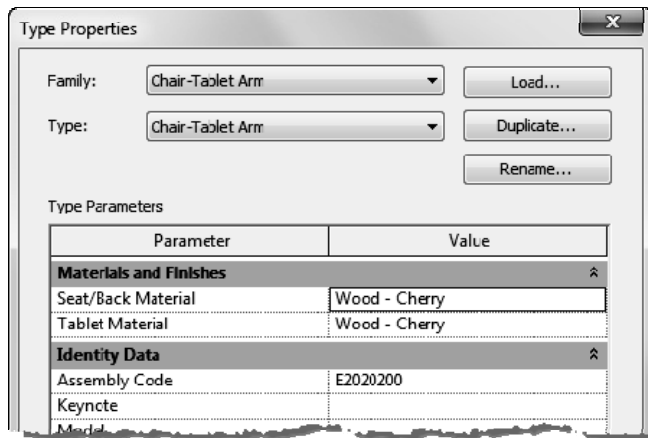 Type Properties
x
Family: Chair-Tablet Arm Load...
Type: Chair-Tablet Arm Duplicate...
Rename...
Type Parameters
Parameter Value
Materials and Finishes
Seat/Back Material Wood - Cherry
Tablet Material Wood - Cherry
Identity Data
Assembly Code E2020200
Keynote
Model